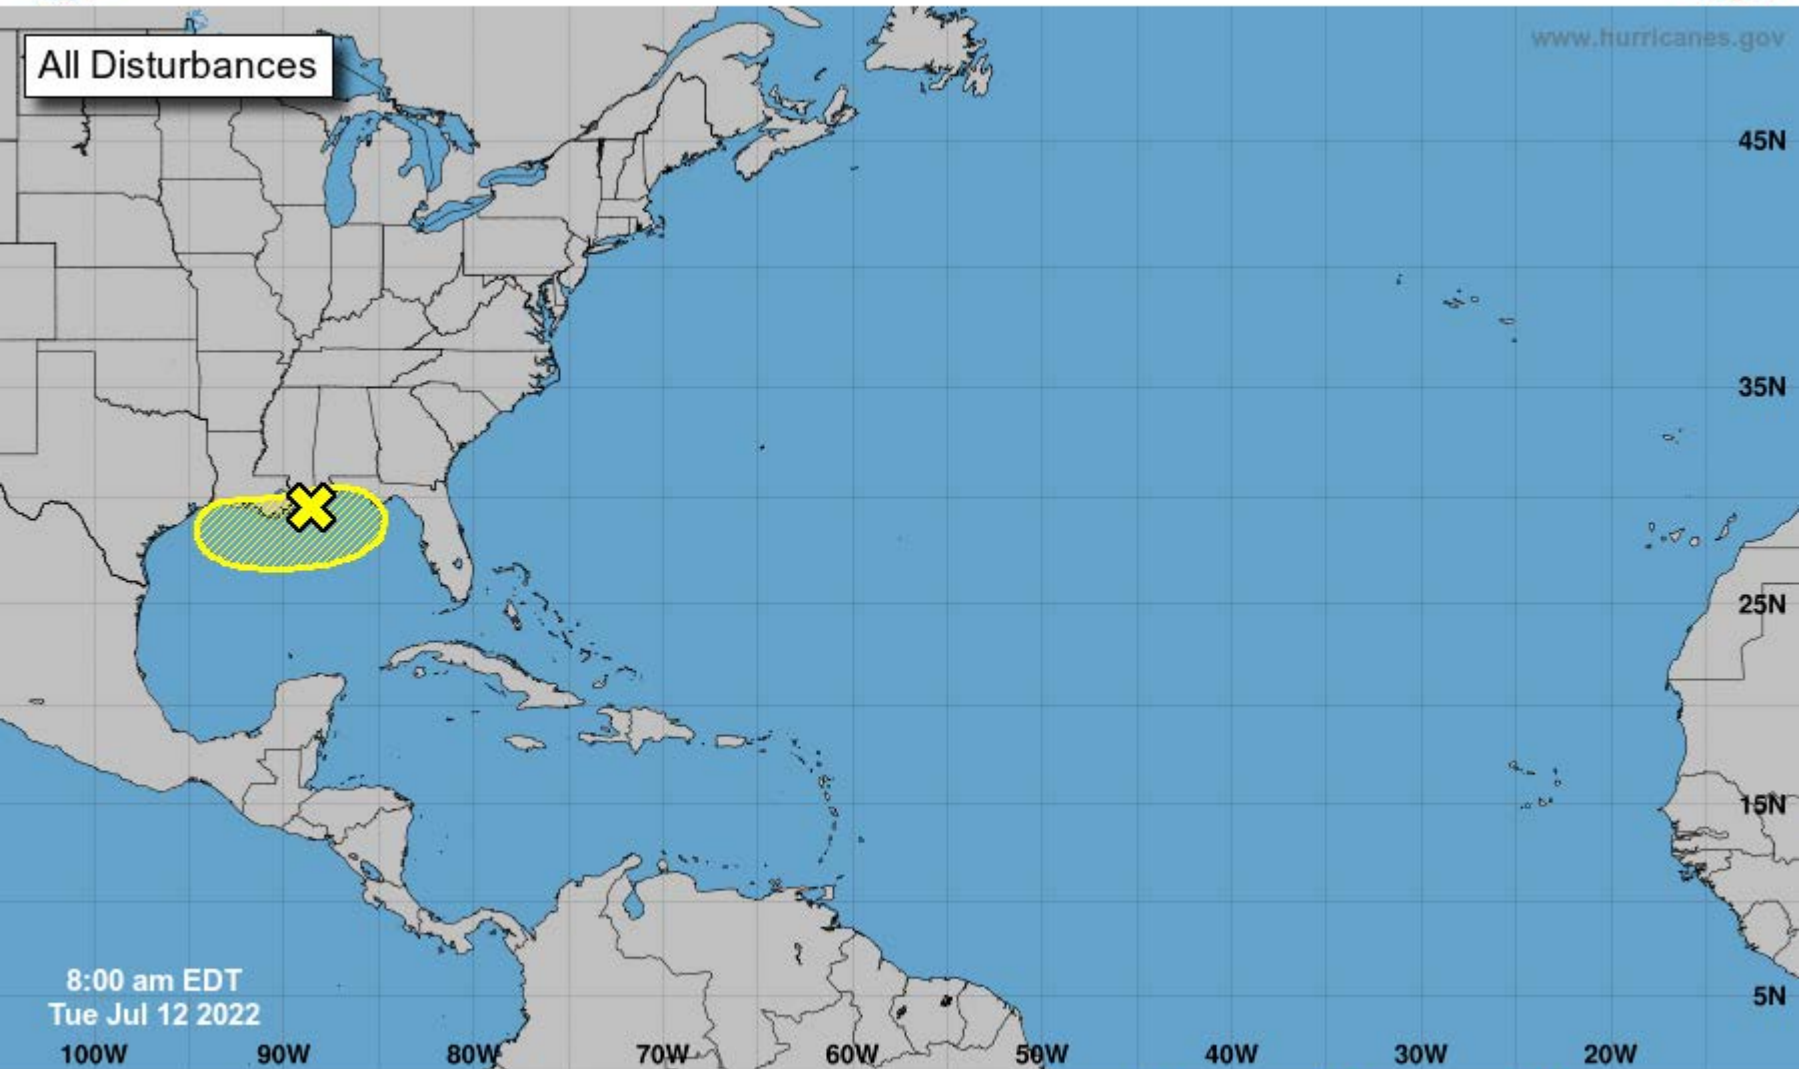 All Disturbances
www.hurricanes.gov
45N
35N
25N
15N
5N
8:00 am EDT
Tue Jul 12 2022
100W 90W 80W 70W 60W 50W 40W 30W 20W